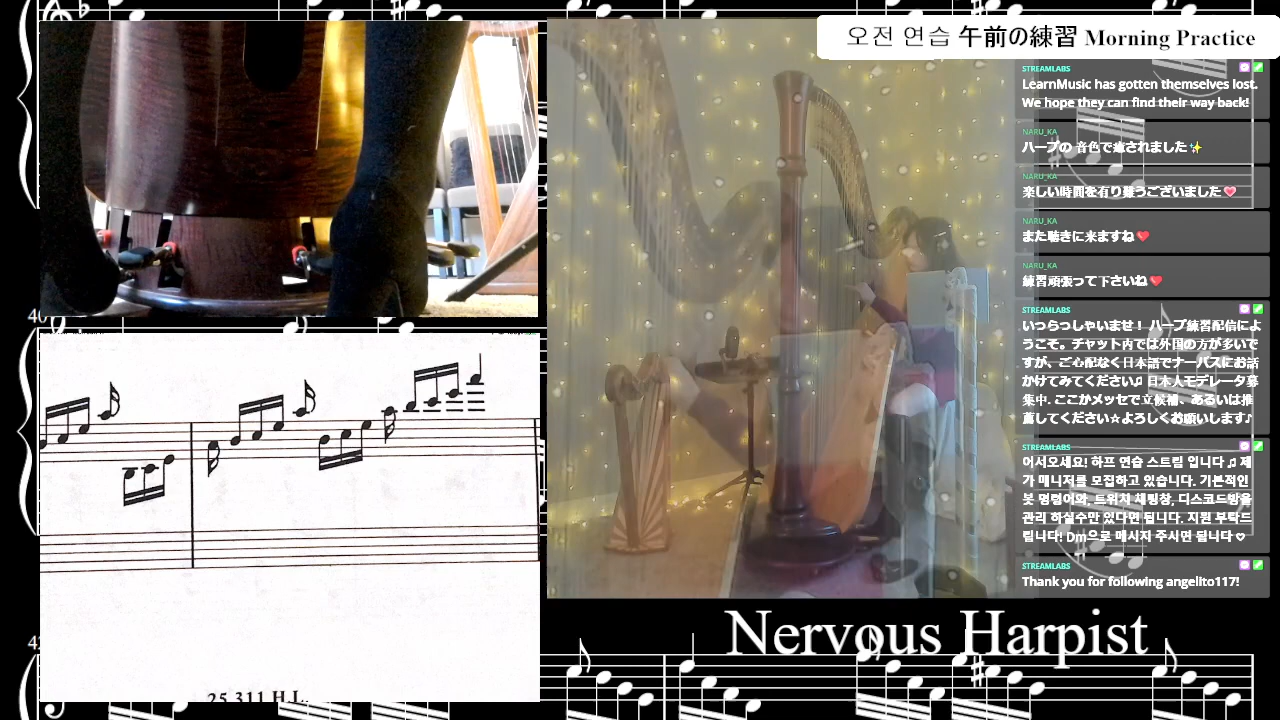 오전 연습 午前の練習 Morning Practice
STREAMLABS
LearnMusic has gotten themselves lost.
We hope they can find their way back!
NARU_KA
ハープの 音色で癒されました✨
NARU_KA
楽しい時間を有り難うございました💗
NARU_KA
また聴きに来ますね❤️
NARU_KA
練習頑張って下さいね❤️
STREAMLABS
いらっしゃいませ！ ハープ練習配信によ
うこそ。チャット内では外国の方が多いで
すが、ご心配なく日本語でナーバスにお話
かけてみてください♫ 日本人モデレータ募
集中. ここかメッセで立候補、あるいは推
薦してください☆よろしくお願いします♪
STREAMLABS
어서오세요! 하프 연습 스트림 입니다 ♫ 제
가 매니저를 모집하고 있습니다. 기본적인
봇 명령어와, 트위치 채팅창, 디스코드방을
관리 하실수만 있다면 됩니다. 지원 부탁드
립니다! Dm으로 메시지 주시면 됩니다 ♡
STREAMLABS
Thank you for following angelito117!
Nervous Harpist
40
42
25 311 H.L.